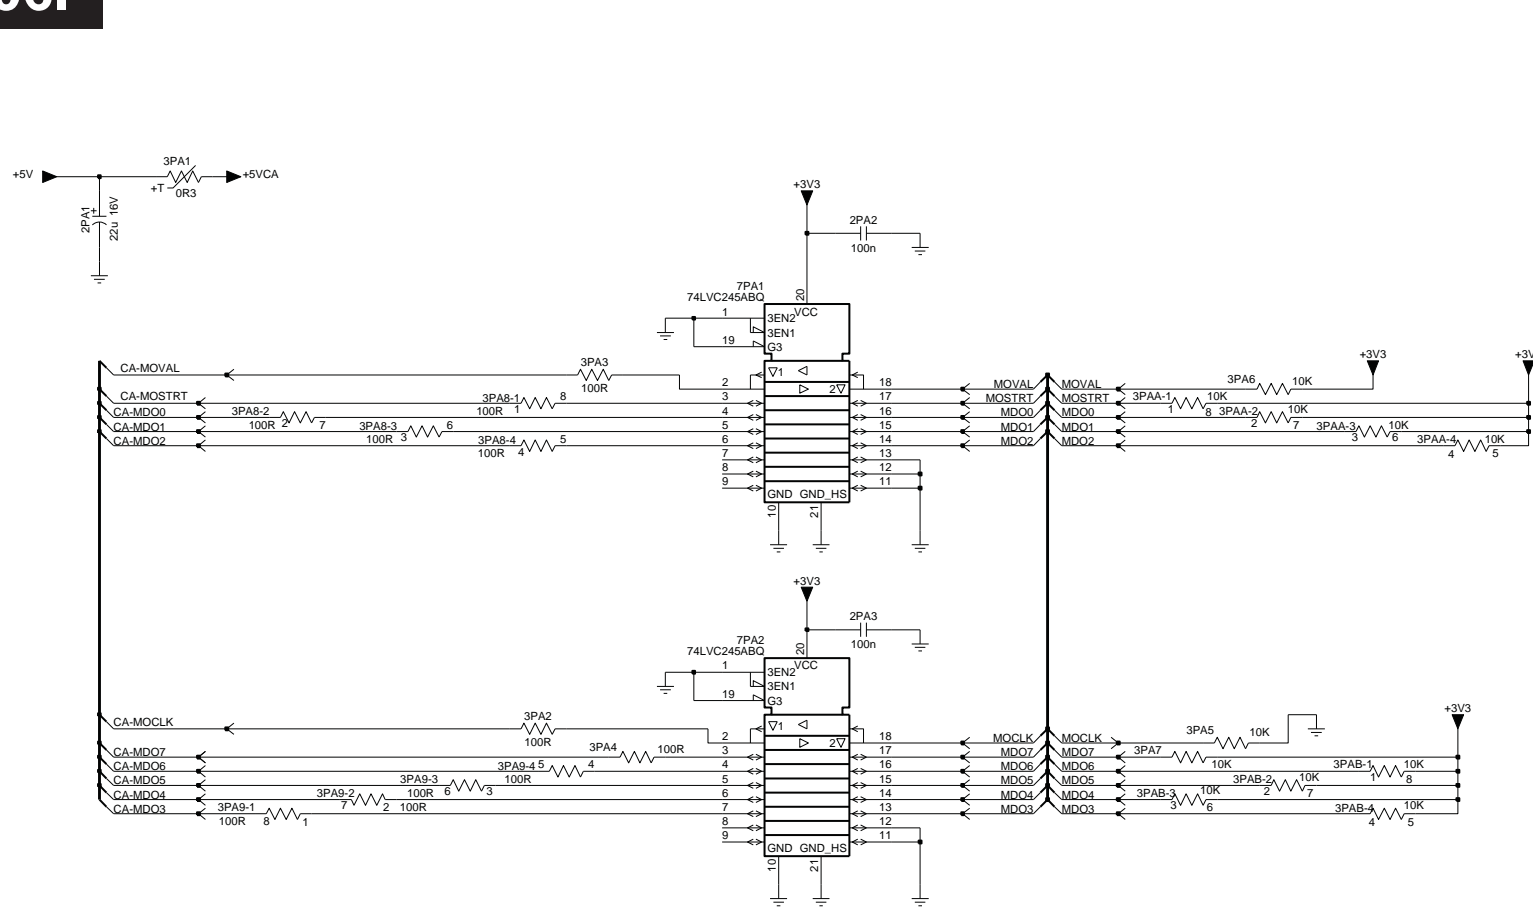 +5V
3PA1
+T
0R3
+5VCA
2PA1
22u 16V
+
+3V3
2PA2
100n
7PA1
74LVC245ABQ
20
VCC
1
3EN2
3EN1
19
G3
CA-MOVAL
3PA3
100R
1
2
18
2
MOVAL
MOVAL
3PA6
10K
+3V3
CA-MOSTRT
3PA8-1
100R
1
8
3
17
MOSTRT
MOSTRT
3PAA-1
1
10K
8
CA-MDO0
3PA8-2
100R
2
7
4
16
MDO0
MDO0
3PAA-2
2
10K
7
CA-MDO1
3PA8-3
100R
3
6
5
15
MDO1
MDO1
3PAA-3
3
10K
6
CA-MDO2
3PA8-4
100R
4
5
6
14
MDO2
MDO2
3PAA-4
4
10K
5
7
13
8
12
9
11
GND
GND_HS
10
21
+3V3
2PA3
100n
7PA2
74LVC245ABQ
20
VCC
1
3EN2
3EN1
19
G3
CA-MOCLK
3PA2
100R
1
2
18
2
MOCLK
MOCLK
3PA5
10K
+3V3
CA-MDO7
3PA4
100R
3
17
MDO7
MDO7
3PA7
10K
CA-MDO6
3PA9-4
5
4
100R
4
16
MDO6
MDO6
3PAB-1
1
10K
8
CA-MDO5
3PA9-3
6
3
100R
5
15
MDO5
MDO5
3PAB-2
2
10K
7
CA-MDO4
3PA9-2
7
2
100R
6
14
MDO4
MDO4
3PAB-3
3
10K
6
CA-MDO3
3PA9-1
100R
8
1
7
13
MDO3
MDO3
3PAB-4
4
10K
5
8
12
9
11
GND
GND_HS
10
21